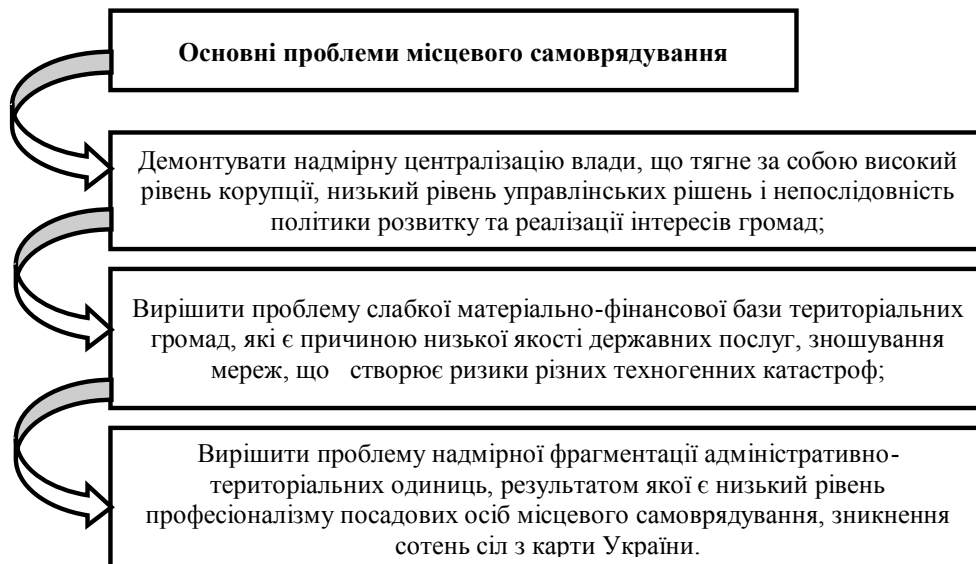 Основні проблеми місцевого самоврядування
Демонтувати надмірну централізацію влади, що тягне за собою високий
рівень корупції, низький рівень управлінських рішень і непослідовність
політики розвитку та реалізації інтересів громад;
Вирішити проблему слабкої матеріально-фінансової бази територіальних
громад, які є причиною низької якості державних послуг, зношування
мереж, що створює ризики різних техногенних катастроф;
Вирішити проблему надмірної фрагментації адміністративно-
територіальних одиниць, результатом якої є низький рівень
професіоналізму посадових осіб місцевого самоврядування, зникнення
сотень сіл з карти України.